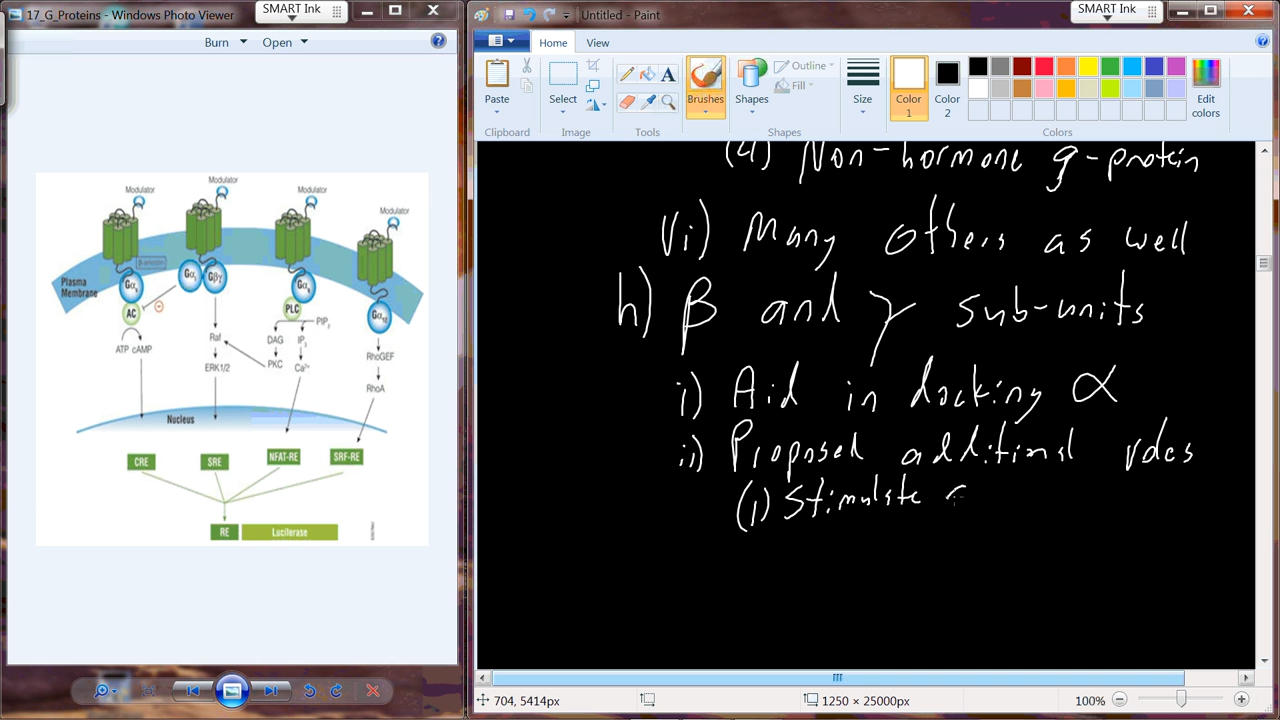 17_G_Proteins - Windows Photo Viewer
SMART Ink
Burn
Open
Modulator
Modulator
Modulator
Modulator
Plasma
Membrane
β-arrestin
Gαs
Gαi
Gβγ
Gαq
Gα12
AC
PLC
PIP2
ATP cAMP
Raf
DAG
IP3
ERK1/2
PKC
Ca2+
RhoGEF
RhoA
Nucleus
CRE
SRE
NFAT-RE
SRF-RE
RE
Luciferase
Untitled - Paint
SMART Ink
Home
View
Paste
Clipboard
Select
Image
Tools
Brushes
Shapes
Outline
Fill
Shapes
Size
Color
1
Color
2
Edit
colors
Colors
(4) Non-hormone g-protein
vi) Many others as well
h) β and γ sub-units
i) Aid in docking α
ii) Proposed additional roles
(1) Stimulate
704, 5414px
1250 × 25000px
100%